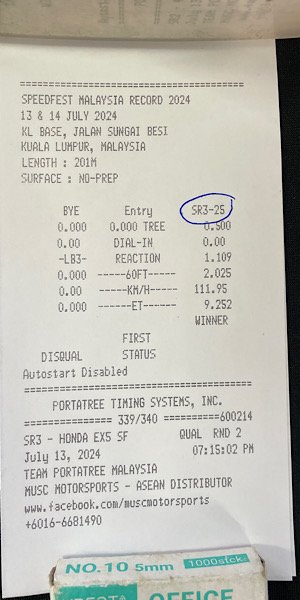 ================================
SPEEDFEST MALAYSIA RECORD 2024
13 & 14 JULY 2024
KL BASE, JALAN SUNGAI BESI
KUALA LUMPUR, MALAYSIA
LENGTH : 201M
SURFACE : NO-PREP
BYE Entry SR3-25
0.000 0.000 TREE 0.500
0.00 DIAL-IN 0.00
-LB3- REACTION 1.109
0.000 -----60FT----- 2.025
0.00 -----KM/H----- 111.95
0.000 ------ET------ 9.252
WINNER
FIRST
DISQUAL STATUS
Autostart Disabled
================================
PORTATREE TIMING SYSTEMS, INC.
=========== 339/340 ==========600214
SR3 - HONDA EX5 SF QUAL RND 2
July 13, 2024 07:15:02 PM
TEAM PORTATREE MALAYSIA
MUSC MOTORSPORTS - ASEAN DISTRIBUTOR
www.facebook.com/muscmotorsports
+6016-6681490
NO.10 5mm 1000stck.
OFFICE